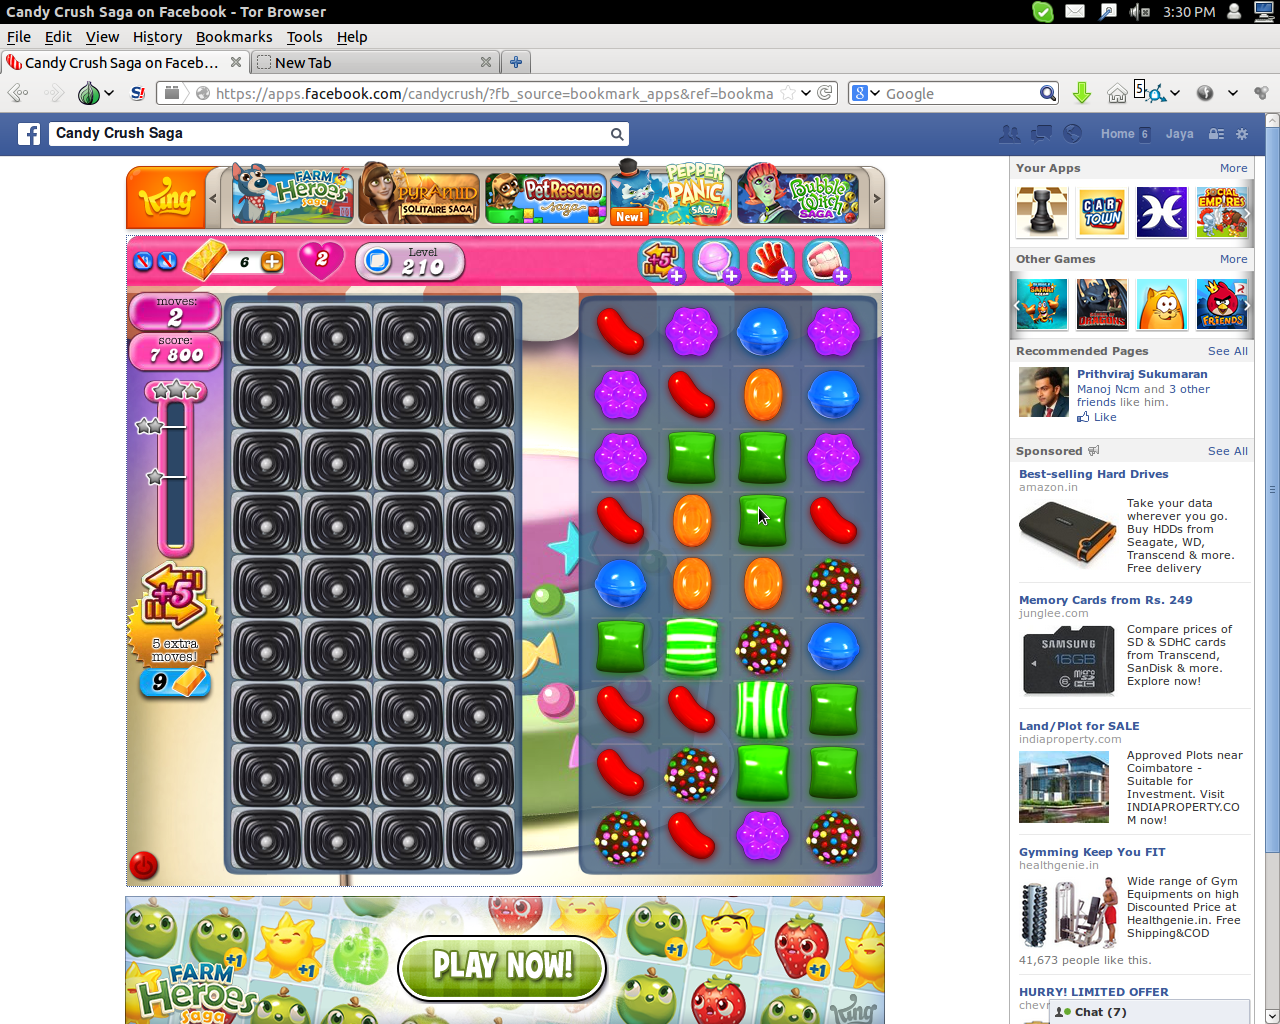 Candy Crush Saga on Facebook - Tor Browser
3:30 PM
File Edit View History Bookmarks Tools Help
Candy Crush Saga on Faceb...
New Tab
https://apps.facebook.com/candycrush/?fb_source=bookmark_apps&ref=bookma
Google
5
Candy Crush Saga
Home 6
Jaya
King
FARM Heroes saga
PYRAMID SOLITAIRE SAGA
Pet Rescue saga
PEPPER PANIC SAGA
New!
Bubble Witch SAGA
6
2
Level
210
+5
moves:
2
score:
7 800
+5
5 extra
moves!
9
Your Apps More
CAR TOWN
SOCIAL EMPIRES
Other Games More
FRIENDS
Recommended Pages See All
Prithviraj Sukumaran
Manoj Ncm and 3 other
friends like him.
Like
Sponsored See All
Best-selling Hard Drives
amazon.in
Take your data
wherever you go.
Buy HDDs from
Seagate, WD,
Transcend & more.
Free delivery
Memory Cards from Rs. 249
junglee.com
SAMSUNG
16GB
Compare prices of
SD & SDHC cards
from Transcend,
SanDisk & more.
Explore now!
Land/Plot for SALE
indiaproperty.com
Approved Plots near
Coimbatore -
Suitable for
Investment. Visit
INDIAPROPERTY.CO
M now!
Gymming Keep You FIT
healthgenie.in
Wide range of Gym
Equipments on high
Discounted Price at
Healthgenie.in. Free
Shipping&COD
41,673 people like this.
HURRY! LIMITED OFFER
chevr
Chat (7)
+1
+1
+1
PLAY NOW!
FARM
Heroes
saga
King